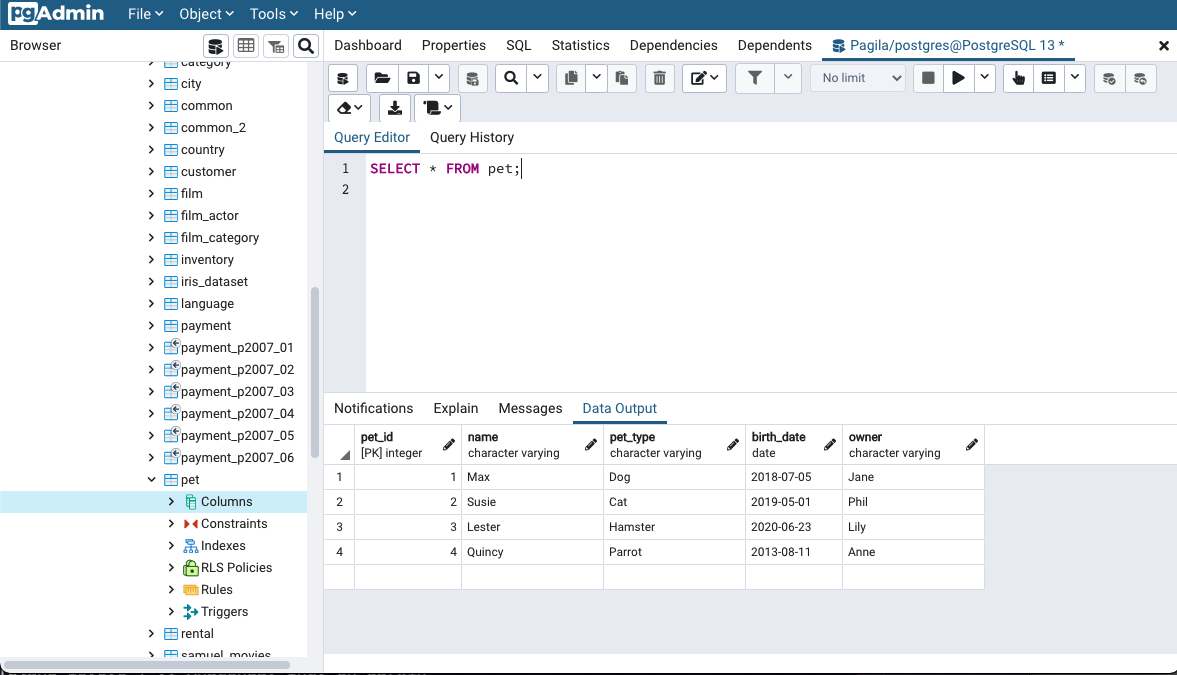 pgAdmin File Object Tools Help
Browser
Dashboard Properties SQL Statistics Dependencies Dependents Pagila/postgres@PostgreSQL 13 *
No limit
category
city
common
common_2
country
customer
film
film_actor
film_category
inventory
iris_dataset
language
payment
payment_p2007_01
payment_p2007_02
payment_p2007_03
payment_p2007_04
payment_p2007_05
payment_p2007_06
pet
Columns
Constraints
Indexes
RLS Policies
Rules
Triggers
rental
samuel_movies
Query Editor Query History
1 SELECT * FROM pet;
2
Notifications Explain Messages Data Output
pet_id name pet_type birth_date owner
[PK] integer character varying character varying date character varying
1 1 Max Dog 2018-07-05 Jane
2 2 Susie Cat 2019-05-01 Phil
3 3 Lester Hamster 2020-06-23 Lily
4 4 Quincy Parrot 2013-08-11 Anne